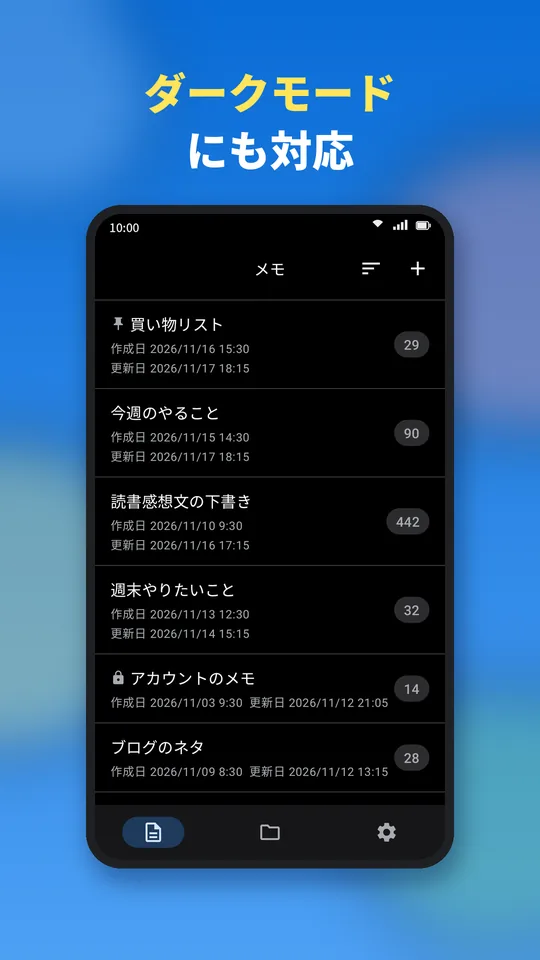 ダークモード
にも対応
10:00
メモ
買い物リスト
作成日 2026/11/16 15:30
更新日 2026/11/17 18:15
29
今週のやること
作成日 2026/11/15 14:30
更新日 2026/11/17 18:15
90
読書感想文の下書き
作成日 2026/11/10 9:30
更新日 2026/11/16 17:15
442
週末やりたいこと
作成日 2026/11/13 12:30
更新日 2026/11/14 15:15
32
アカウントのメモ
作成日 2026/11/03 9:30 更新日 2026/11/12 21:05
14
ブログのネタ
作成日 2026/11/09 8:30 更新日 2026/11/12 13:15
28